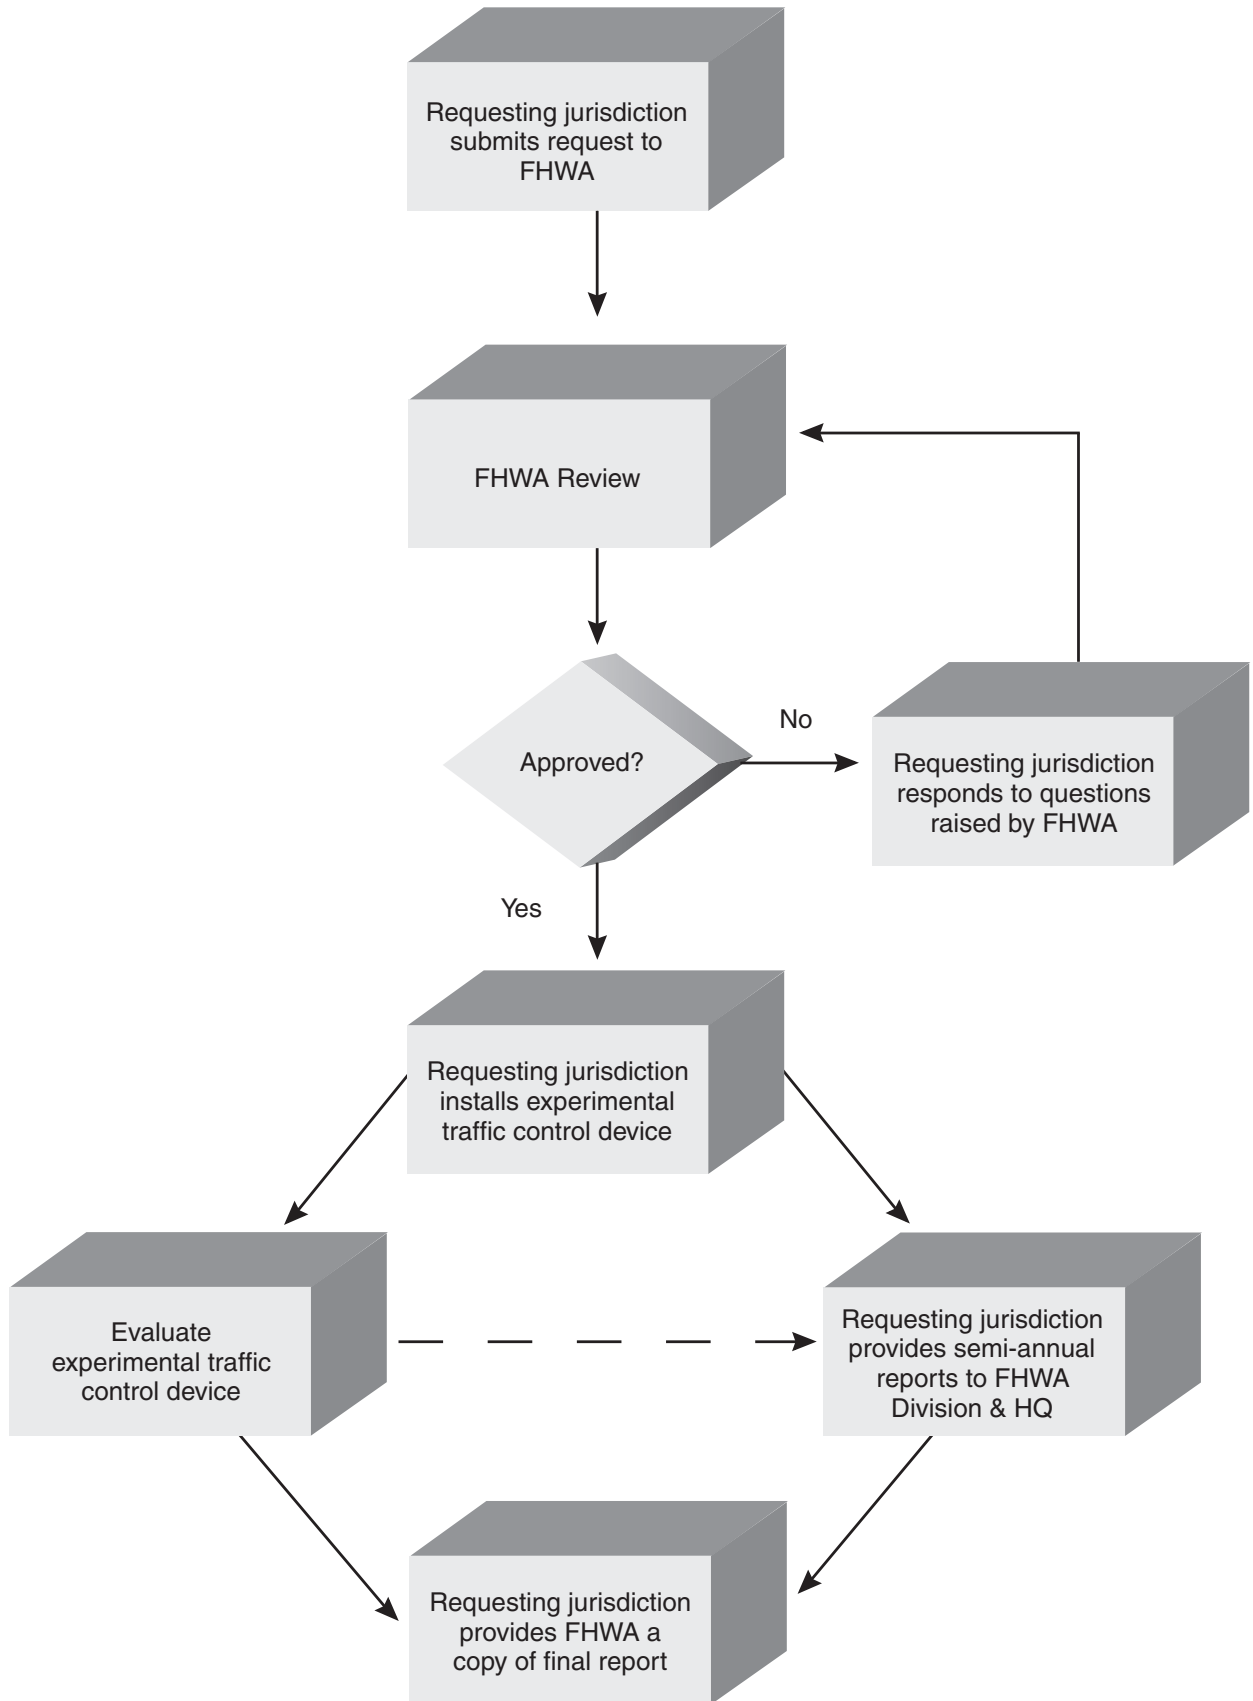 Requesting jurisdiction
submits request to
FHWA
FHWA Review
Approved?
No
Requesting jurisdiction
responds to questions
raised by FHWA
Yes
Requesting jurisdiction
installs experimental
traffic control device
Evaluate
experimental traffic
control device
Requesting jurisdiction
provides semi-annual
reports to FHWA
Division & HQ
Requesting jurisdiction
provides FHWA a
copy of final report